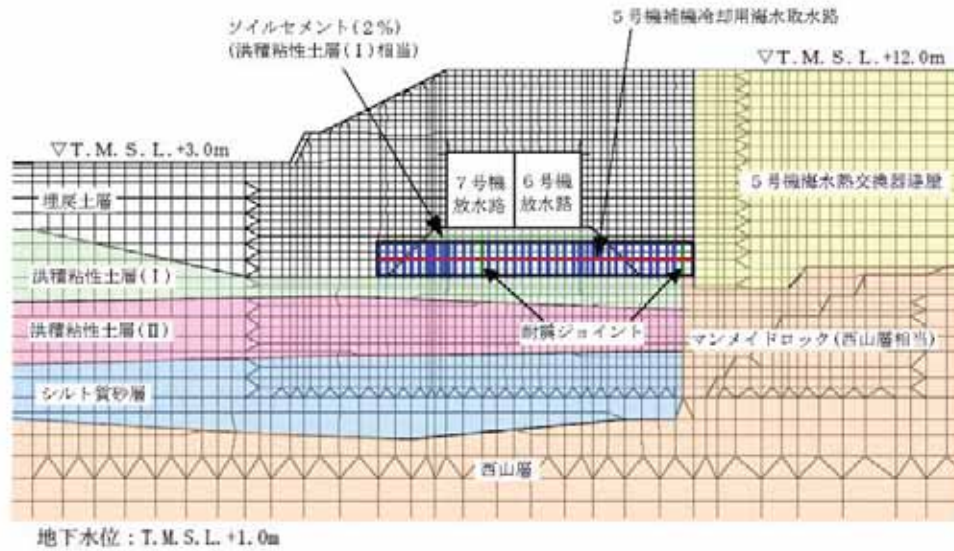 ５号機補機冷却用海水取水路
ソイルセメント(２％)
(洪積粘性土層(Ⅰ)相当)
▽T.M.S.L.+12.0m
▽T.M.S.L.+3.0m
７号機
放水路
６号機
放水路
５号機海水熱交換器建屋
埋戻土層
洪積粘性土層(Ⅰ)
洪積粘性土層(Ⅱ)
耐震ジョイント
マンメイドロック(西山層相当)
シルト質砂層
西山層
地下水位：T.M.S.L.+1.0m